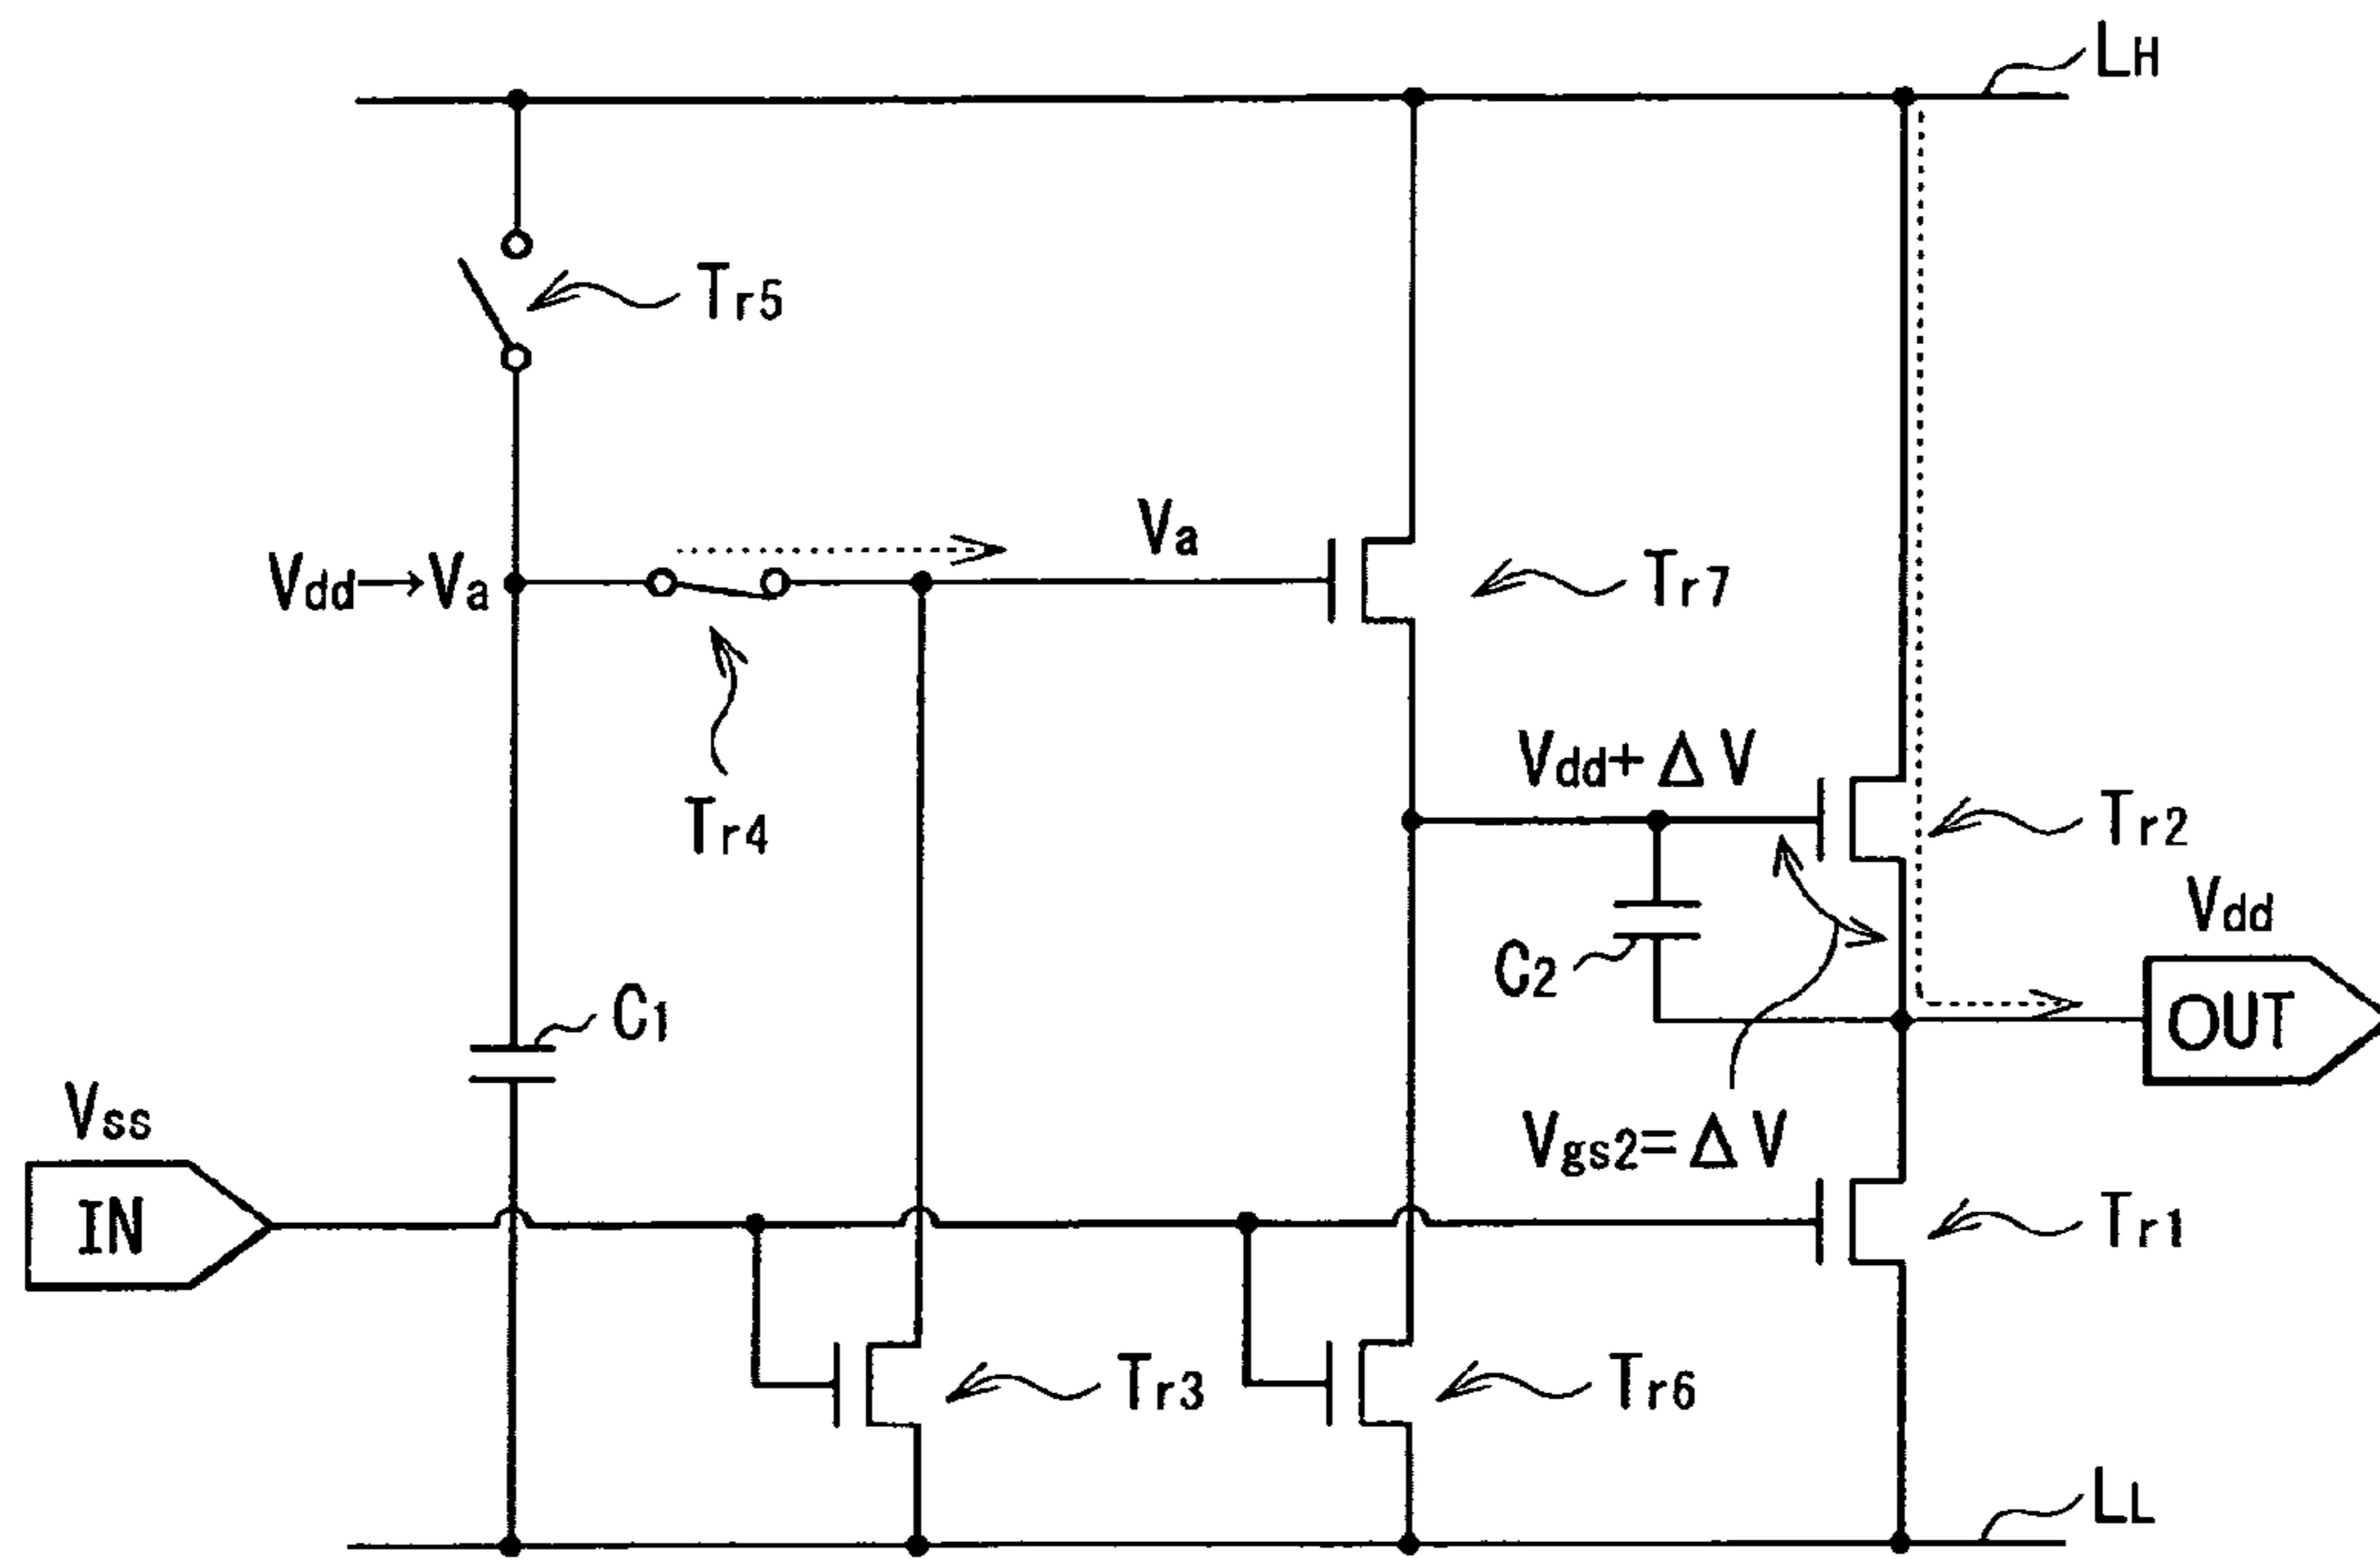 LH
Tr5
Va
Vdd→Va
Tr7
Vdd+ΔV
Tr4
Tr2
Vdd
C2
C1
OUT
Vss
Vgs2=ΔV
IN
Tr1
Tr3
Tr6
LL